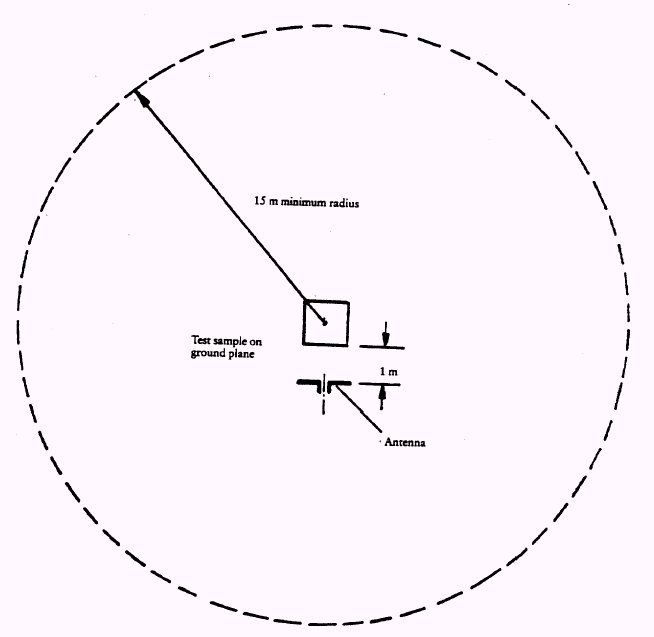 15 m minimum radius
Test sample on
ground plane
1 m
Antenna